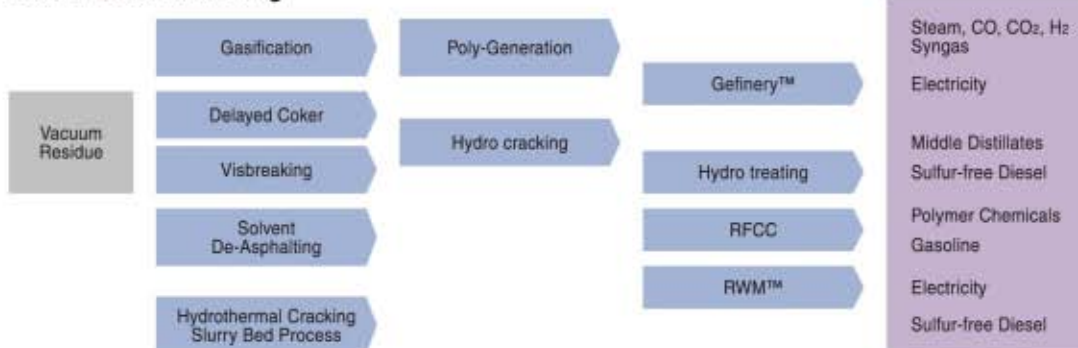 Vacuum
Residue
Gasification
Delayed Coker
Visbreaking
Solvent
De-Asphalting
Hydrothermal Cracking
Slurry Bed Process
Poly-Generation
Hydro cracking
Gefinery™
Hydro treating
RFCC
RWM™
Steam, CO, CO₂, H₂
Syngas
Electricity
Middle Distillates
Sulfur-free Diesel
Polymer Chemicals
Gasoline
Electricity
Sulfur-free Diesel